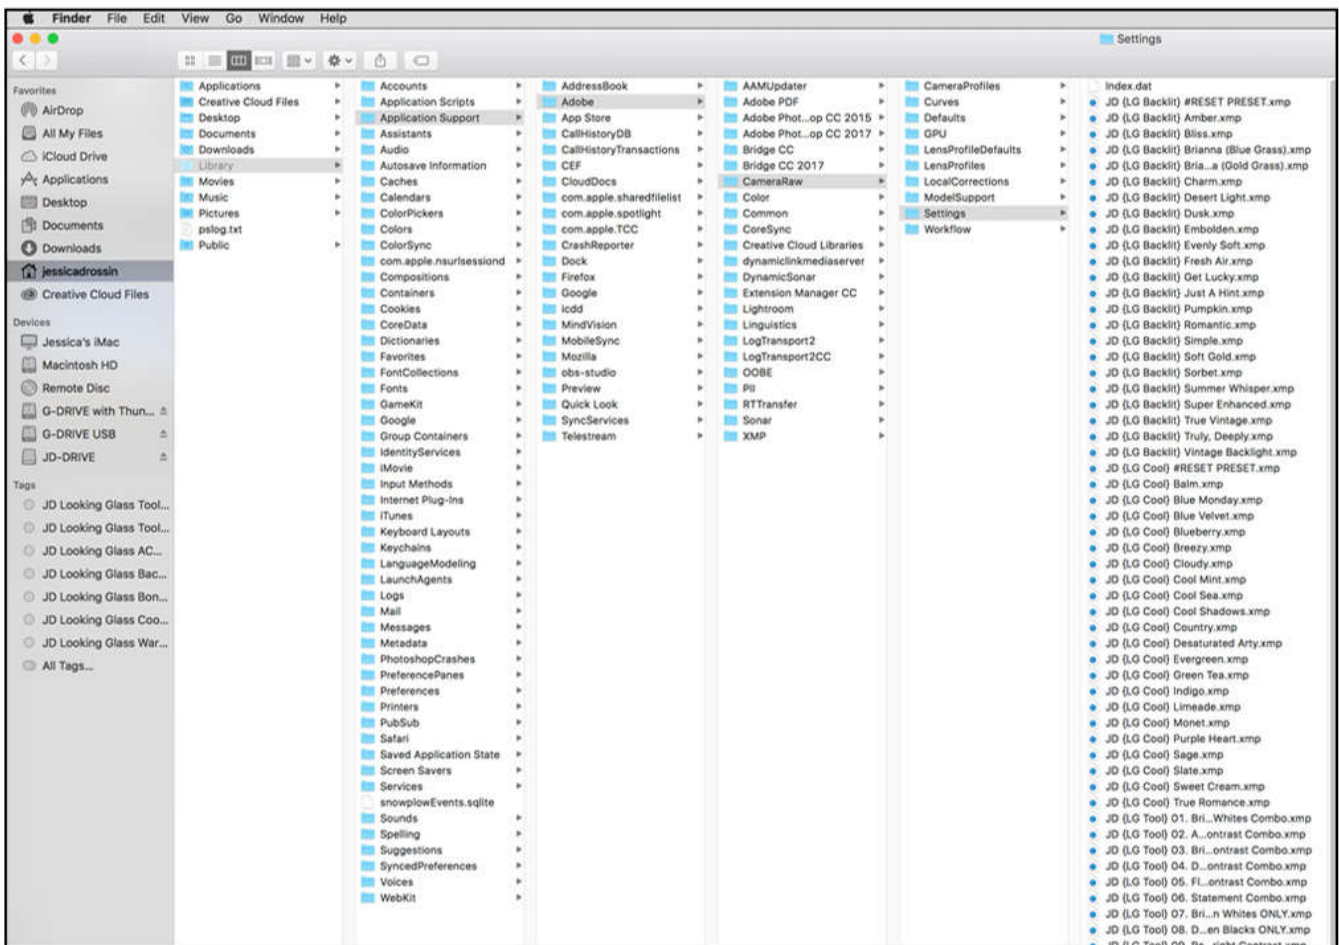 Finder File Edit View Go Window Help
Settings
Favorites
AirDrop
All My Files
iCloud Drive
Applications
Desktop
Documents
Downloads
jessicadrossin
Creative Cloud Files
Devices
Jessica's iMac
Macintosh HD
Remote Disc
G-DRIVE with Thun...
G-DRIVE USB
JD-DRIVE
Tags
JD Looking Glass Tool...
JD Looking Glass Tool...
JD Looking Glass AC...
JD Looking Glass Bac...
JD Looking Glass Bon...
JD Looking Glass Coo...
JD Looking Glass War...
All Tags...
Applications
Creative Cloud Files
Desktop
Documents
Downloads
Library
Movies
Music
Pictures
pslog.txt
Public
Accounts
Application Scripts
Application Support
Assistants
Audio
Autosave Information
Caches
Calendars
ColorPickers
Colors
ColorSync
com.apple.nsurlsessiond
Compositions
Containers
Cookies
CoreData
Dictionaries
Favorites
FontCollections
Fonts
GameKit
Google
Group Containers
IdentityServices
iMovie
Input Methods
Internet Plug-Ins
iTunes
Keyboard Layouts
Keychains
LanguageModeling
LaunchAgents
Logs
Mail
Messages
Metadata
PhotoshopCrashes
PreferencePanes
Preferences
Printers
PubSub
Safari
Saved Application State
Screen Savers
Services
snowplowEvents.sqlite
Sounds
Spelling
Suggestions
SyncedPreferences
Voices
WebKit
AddressBook
Adobe
App Store
CallHistoryDB
CallHistoryTransactions
CEF
CloudDocs
com.apple.sharedfilelist
com.apple.spotlight
com.apple.TCC
CrashReporter
Dock
Firefox
Google
icdd
MindVision
MobileSync
Mozilla
obs-studio
Preview
Quick Look
SyncServices
Telestream
AAMUpdater
Adobe PDF
Adobe Phot...op CC 2015
Adobe Phot...op CC 2017
Bridge CC
Bridge CC 2017
CameraRaw
Color
Common
CoreSync
Creative Cloud Libraries
dynamiclinkmediaserver
DynamicSonar
Extension Manager CC
Lightroom
Linguistics
LogTransport2
LogTransport2CC
OOBE
PII
RTTransfer
Sonar
XMP
CameraProfiles
Curves
Defaults
GPU
LensProfileDefaults
LensProfiles
LocalCorrections
ModelSupport
Settings
Workflow
Index.dat
JD {LG Backlit} #RESET PRESET.xmp
JD {LG Backlit} Amber.xmp
JD {LG Backlit} Bliss.xmp
JD {LG Backlit} Brianna (Blue Grass).xmp
JD {LG Backlit} Bria...a (Gold Grass).xmp
JD {LG Backlit} Charm.xmp
JD {LG Backlit} Desert Light.xmp
JD {LG Backlit} Dusk.xmp
JD {LG Backlit} Embolden.xmp
JD {LG Backlit} Evenly Soft.xmp
JD {LG Backlit} Fresh Air.xmp
JD {LG Backlit} Get Lucky.xmp
JD {LG Backlit} Just A Hint.xmp
JD {LG Backlit} Pumpkin.xmp
JD {LG Backlit} Romantic.xmp
JD {LG Backlit} Simple.xmp
JD {LG Backlit} Soft Gold.xmp
JD {LG Backlit} Sorbet.xmp
JD {LG Backlit} Summer Whisper.xmp
JD {LG Backlit} Super Enhanced.xmp
JD {LG Backlit} True Vintage.xmp
JD {LG Backlit} Truly, Deeply.xmp
JD {LG Backlit} Vintage Backlight.xmp
JD {LG Cool} #RESET PRESET.xmp
JD {LG Cool} Balm.xmp
JD {LG Cool} Blue Monday.xmp
JD {LG Cool} Blue Velvet.xmp
JD {LG Cool} Blueberry.xmp
JD {LG Cool} Breezy.xmp
JD {LG Cool} Cloudy.xmp
JD {LG Cool} Cool Mint.xmp
JD {LG Cool} Cool Sea.xmp
JD {LG Cool} Cool Shadows.xmp
JD {LG Cool} Country.xmp
JD {LG Cool} Desaturated Arty.xmp
JD {LG Cool} Evergreen.xmp
JD {LG Cool} Green Tea.xmp
JD {LG Cool} Indigo.xmp
JD {LG Cool} Limeade.xmp
JD {LG Cool} Monet.xmp
JD {LG Cool} Purple Heart.xmp
JD {LG Cool} Sage.xmp
JD {LG Cool} Slate.xmp
JD {LG Cool} Sweet Cream.xmp
JD {LG Cool} True Romance.xmp
JD {LG Tool} 01. Bri...Whites Combo.xmp
JD {LG Tool} 02. A...ontrast Combo.xmp
JD {LG Tool} 03. Bri...ontrast Combo.xmp
JD {LG Tool} 04. D...ontrast Combo.xmp
JD {LG Tool} 05. Fl...ontrast Combo.xmp
JD {LG Tool} 06. Statement Combo.xmp
JD {LG Tool} 07. Bri...n Whites ONLY.xmp
JD {LG Tool} 08. D...en Blacks ONLY.xmp